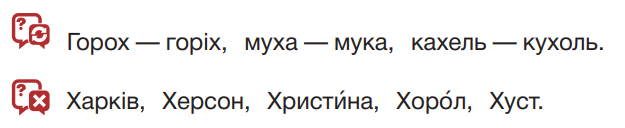 Горох — горіх, муха — мука, кахель — кухоль.
Харків, Херсон, Христи́на, Хоро́л, Хуст.